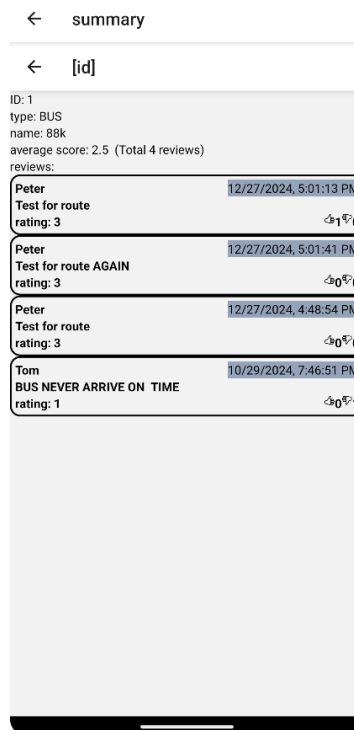 summary
[id]
ID: 1
type: BUS
name: 88k
average score: 2.5 (Total 4 reviews)
reviews:
Peter 12/27/2024, 5:01:13 PM
Test for route
rating: 3 1
Peter 12/27/2024, 5:01:41 PM
Test for route AGAIN
rating: 3 0
Peter 12/27/2024, 4:48:54 PM
Test for route
rating: 3 0
Tom 10/29/2024, 7:46:51 PM
BUS NEVER ARRIVE ON TIME
rating: 1 0